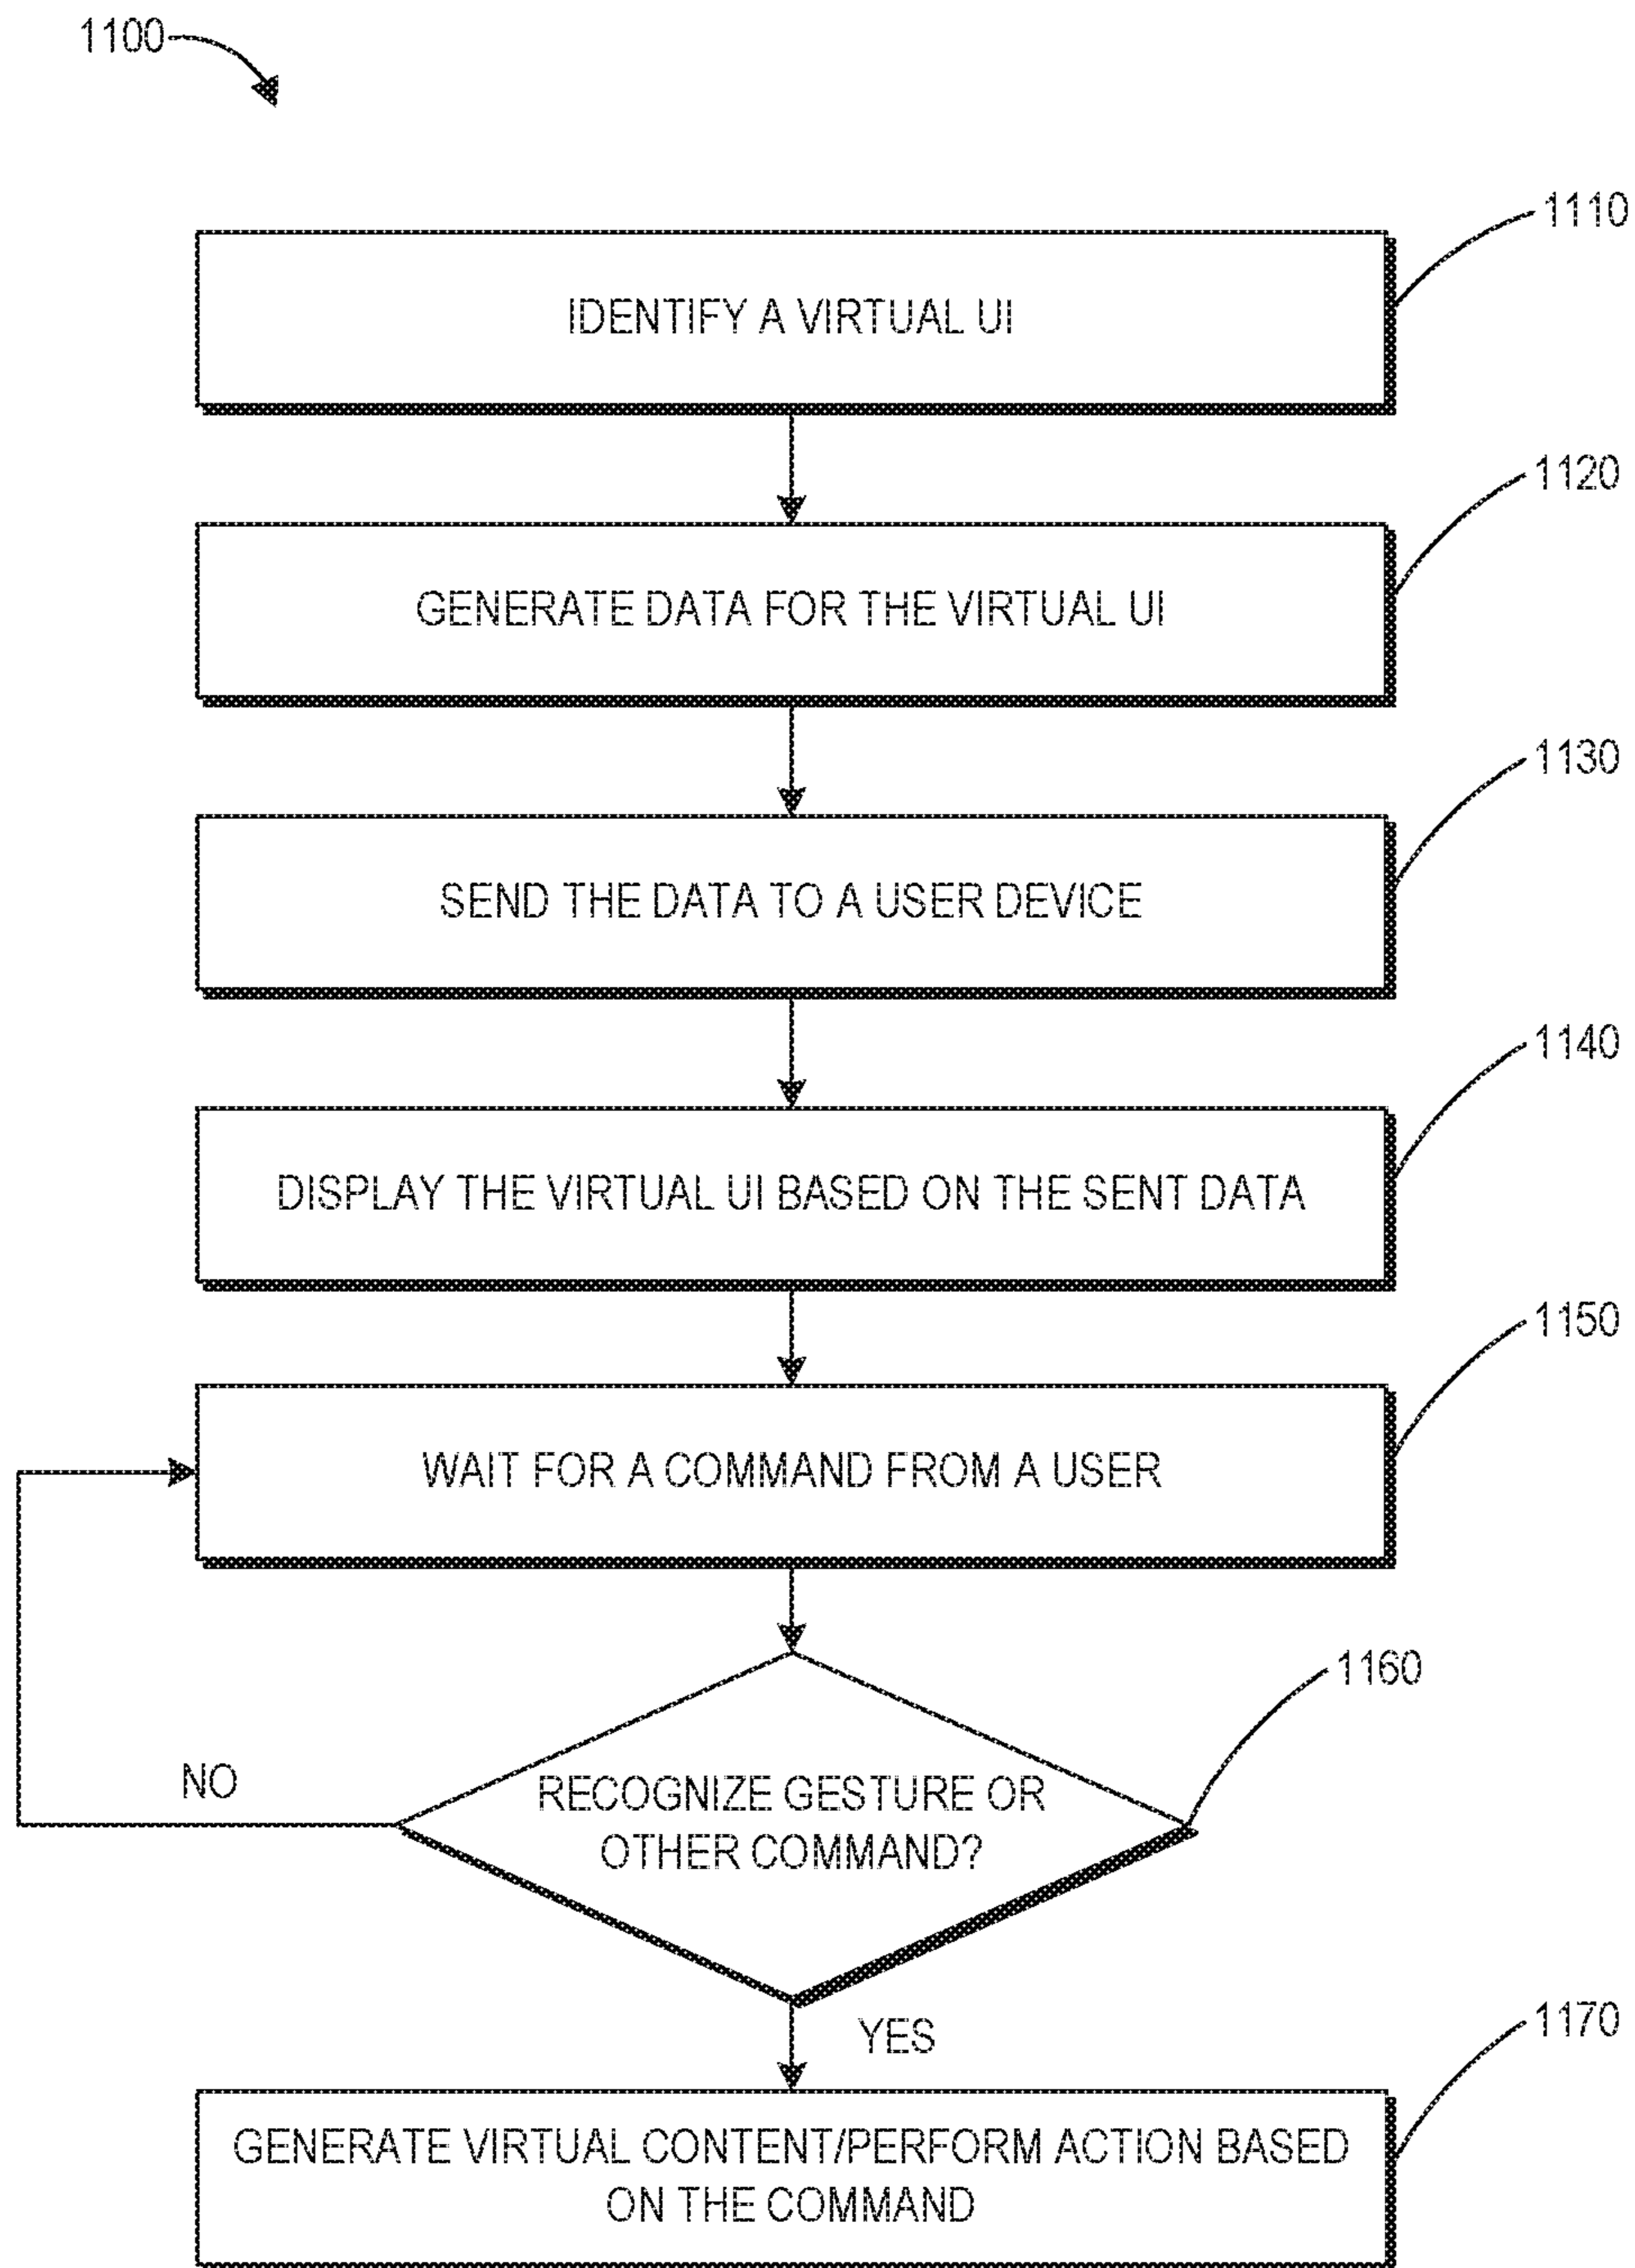 1100
1110
IDENTIFY A VIRTUAL UI
1120
GENERATE DATA FOR THE VIRTUAL UI
1130
SEND THE DATA TO A USER DEVICE
1140
DISPLAY THE VIRTUAL UI BASED ON THE SENT DATA
1150
WAIT FOR A COMMAND FROM A USER
1160
NO
RECOGNIZE GESTURE OR
OTHER COMMAND?
YES
1170
GENERATE VIRTUAL CONTENT/PERFORM ACTION BASED
ON THE COMMAND